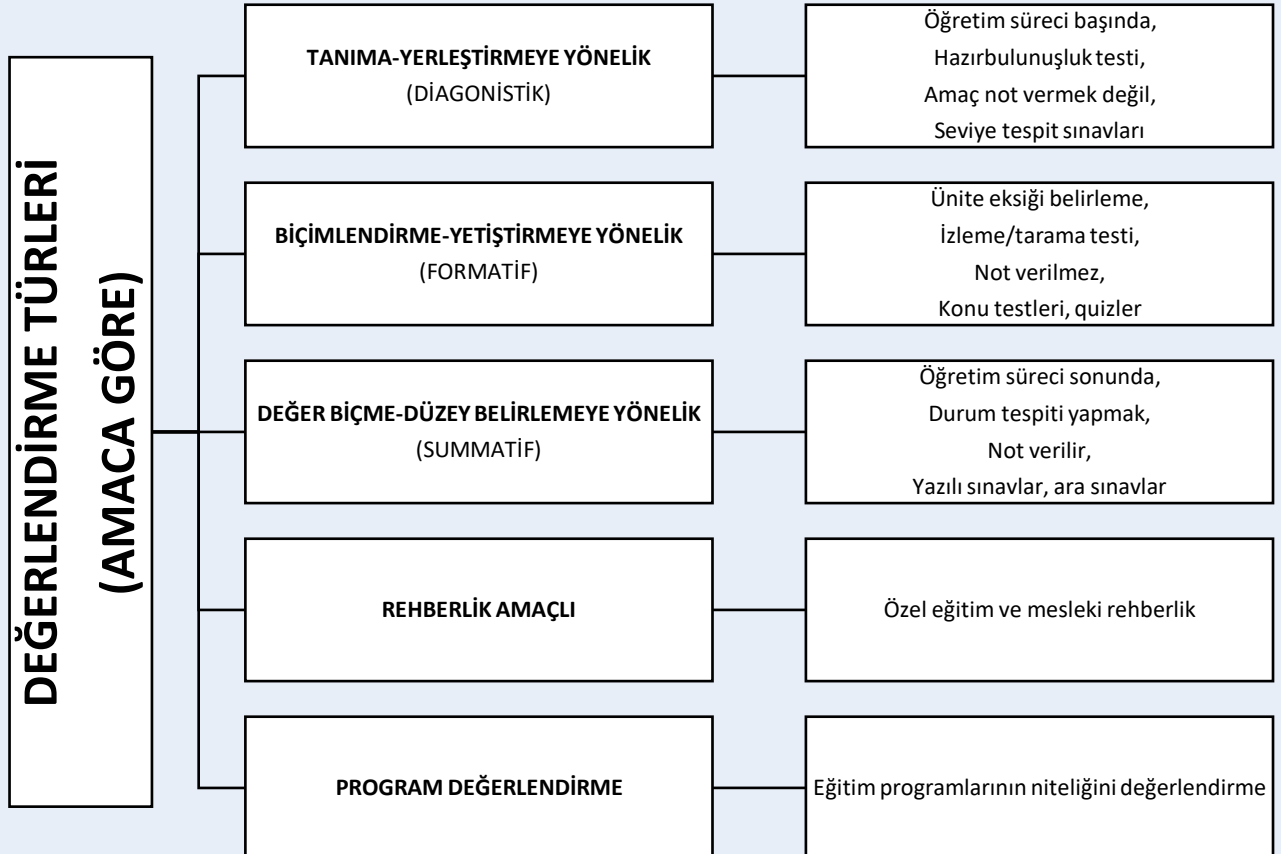 DEĞERLENDİRME TÜRLERİ
(AMACA GÖRE)
TANIMA-YERLEŞTİRMEYE YÖNELİK
(DİAGONİSTİK)
Öğretim süreci başında,
Hazırbulunuşluk testi,
Amaç not vermek değil,
Seviye tespit sınavları
BİÇİMLENDİRME-YETİŞTİRMEYE YÖNELİK
(FORMATİF)
Ünite eksiği belirleme,
İzleme/tarama testi,
Not verilmez,
Konu testleri, quizler
DEĞER BİÇME-DÜZEY BELİRLEMEYE YÖNELİK
(SUMMATİF)
Öğretim süreci sonunda,
Durum tespiti yapmak,
Not verilir,
Yazılı sınavlar, ara sınavlar
REHBERLİK AMAÇLI
Özel eğitim ve mesleki rehberlik
PROGRAM DEĞERLENDİRME
Eğitim programlarının niteliğini değerlendirme